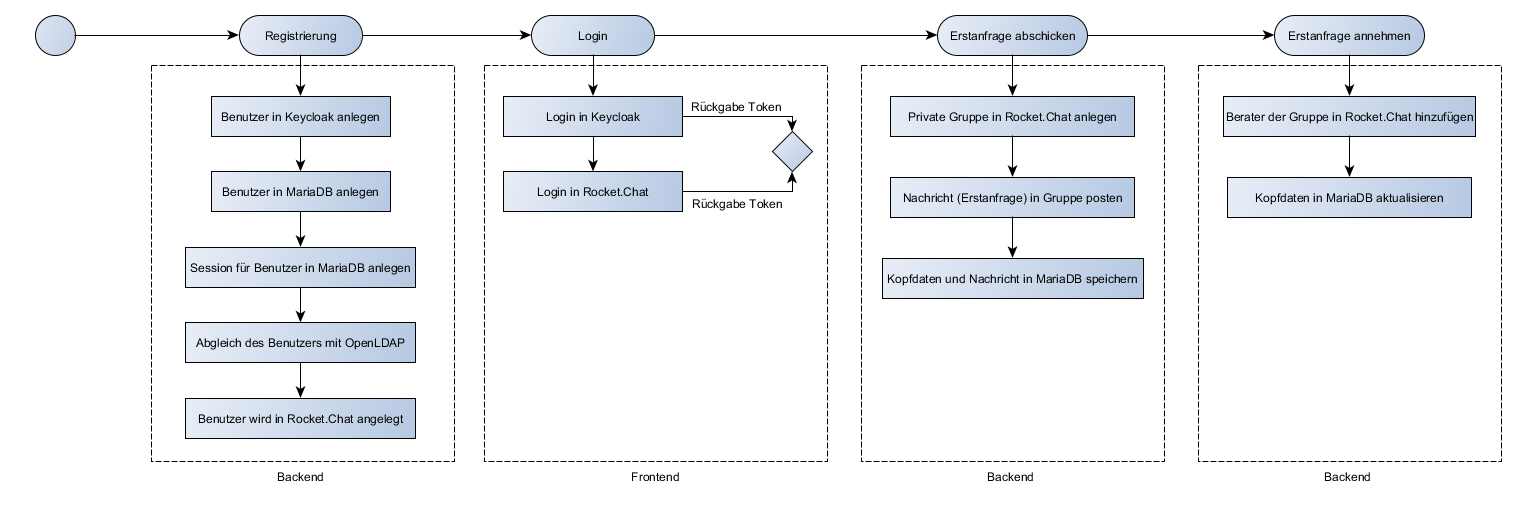 Registrierung
Login
Erstanfrage abschicken
Erstanfrage annehmen
Benutzer in Keycloak anlegen
Benutzer in MariaDB anlegen
Session für Benutzer in MariaDB anlegen
Abgleich des Benutzers mit OpenLDAP
Benutzer wird in Rocket.Chat angelegt
Backend
Login in Keycloak
Rückgabe Token
Login in Rocket.Chat
Rückgabe Token
Frontend
Private Gruppe in Rocket.Chat anlegen
Nachricht (Erstanfrage) in Gruppe posten
Kopfdaten und Nachricht in MariaDB speichern
Backend
Berater der Gruppe in Rocket.Chat hinzufügen
Kopfdaten in MariaDB aktualisieren
Backend